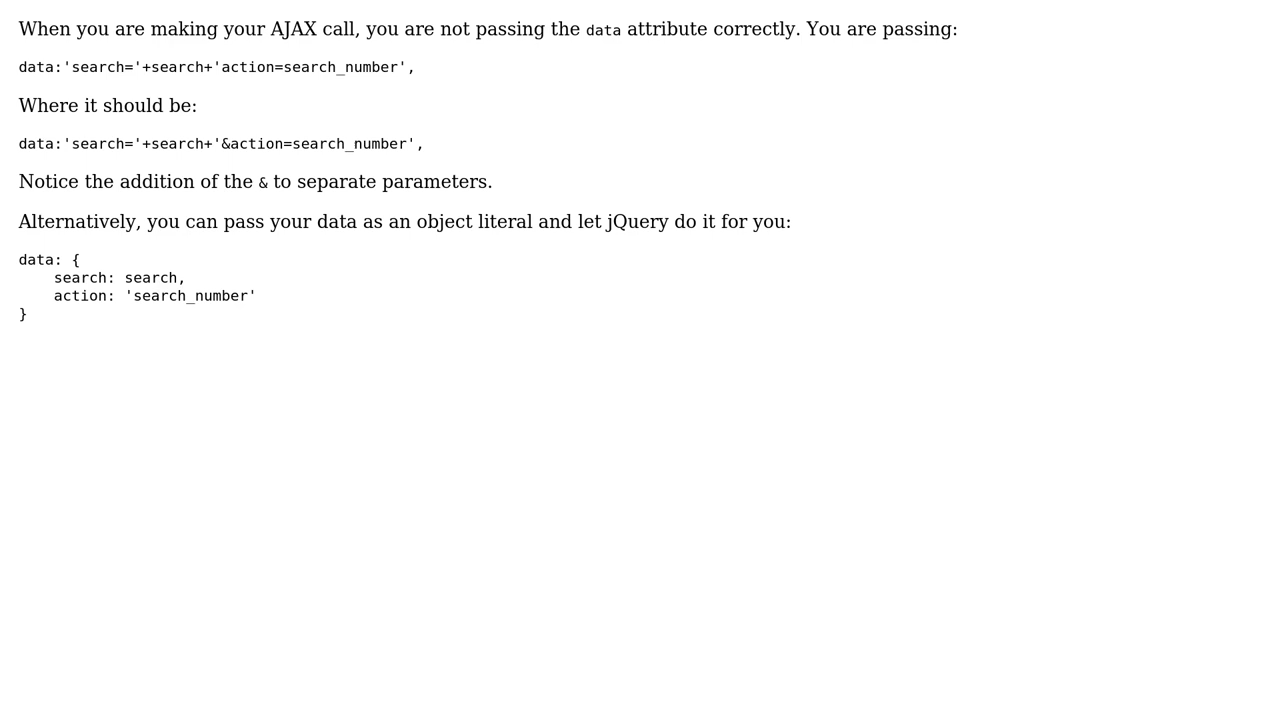 When you are making your AJAX call, you are not passing the data attribute correctly. You are passing:
data:'search='+search+'action=search_number',
Where it should be:
data:'search='+search+'&action=search_number',
Notice the addition of the & to separate parameters.
Alternatively, you can pass your data as an object literal and let jQuery do it for you:
data: {
    search: search,
    action: 'search_number'
}